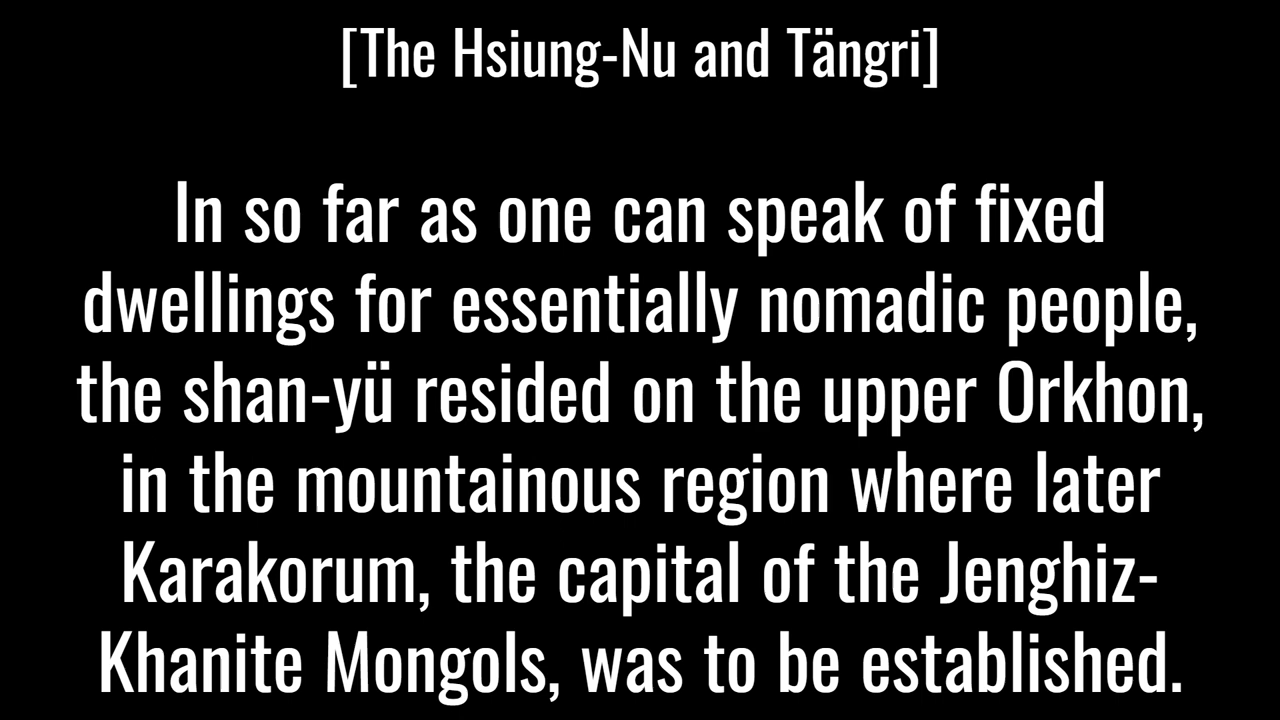 [The Hsiung-Nu and Tängri]
In so far as one can speak of fixed
dwellings for essentially nomadic people,
the shan-yü resided on the upper Orkhon,
in the mountainous region where later
Karakorum, the capital of the Jenghiz-
Khanite Mongols, was to be established.